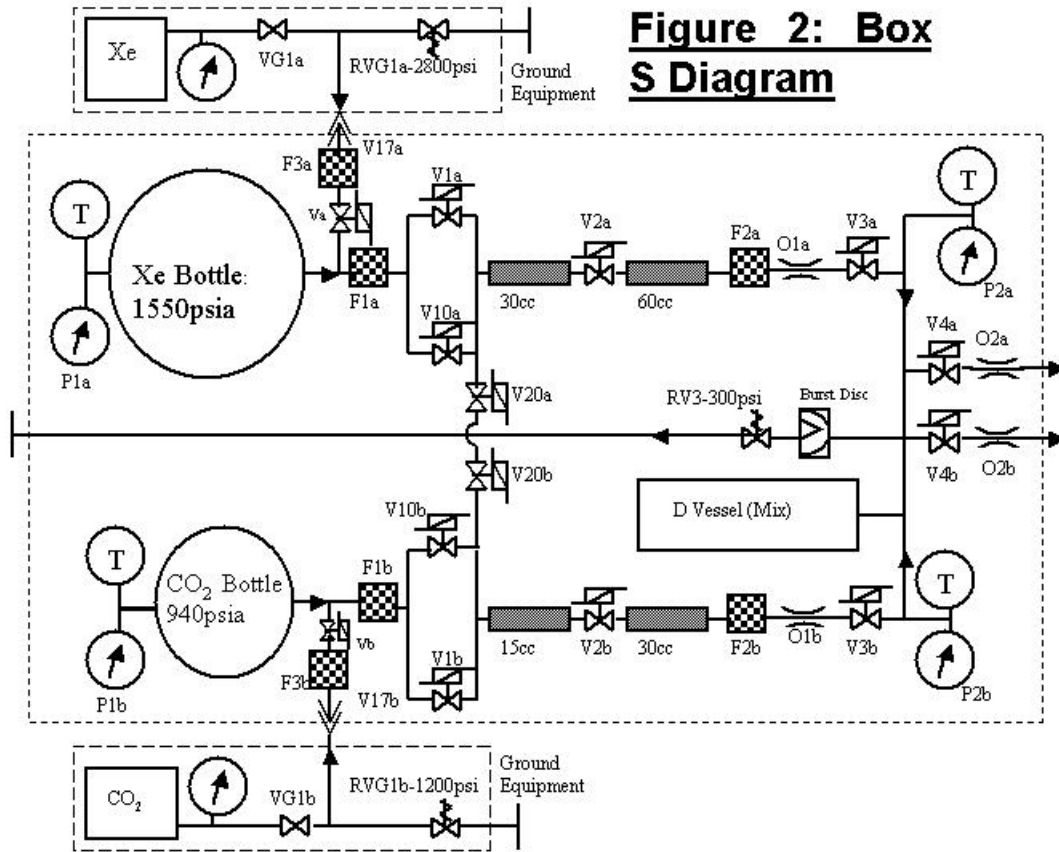 Figure 2: Box
S Diagram
Xe
VG1a
RVG1a-2800psi
Ground
Equipment
V17a
F3a
Va
T
Xe Bottle:
1550psia
P1a
F1a
V1a
V10a
30cc
V2a
60cc
F2a
O1a
V3a
T
P2a
V4a
O2a
V20a
RV3-300psi
Burst Disc
V20b
V4b
O2b
D Vessel (Mix)
V10b
T
CO2 Bottle
940psia
P1b
F1b
Vb
F3b
V17b
V1b
15cc
V2b
30cc
F2b
O1b
V3b
T
P2b
CO2
VG1b
RVG1b-1200psi
Ground
Equipment